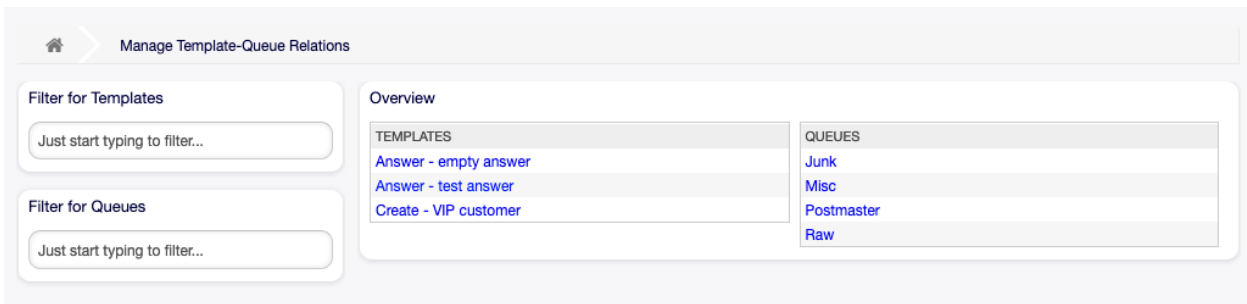 Manage Template-Queue Relations
Filter for Templates
Just start typing to filter...
Filter for Queues
Just start typing to filter...
Overview
TEMPLATES
Answer - empty answer
Answer - test answer
Create - VIP customer
QUEUES
Junk
Misc
Postmaster
Raw